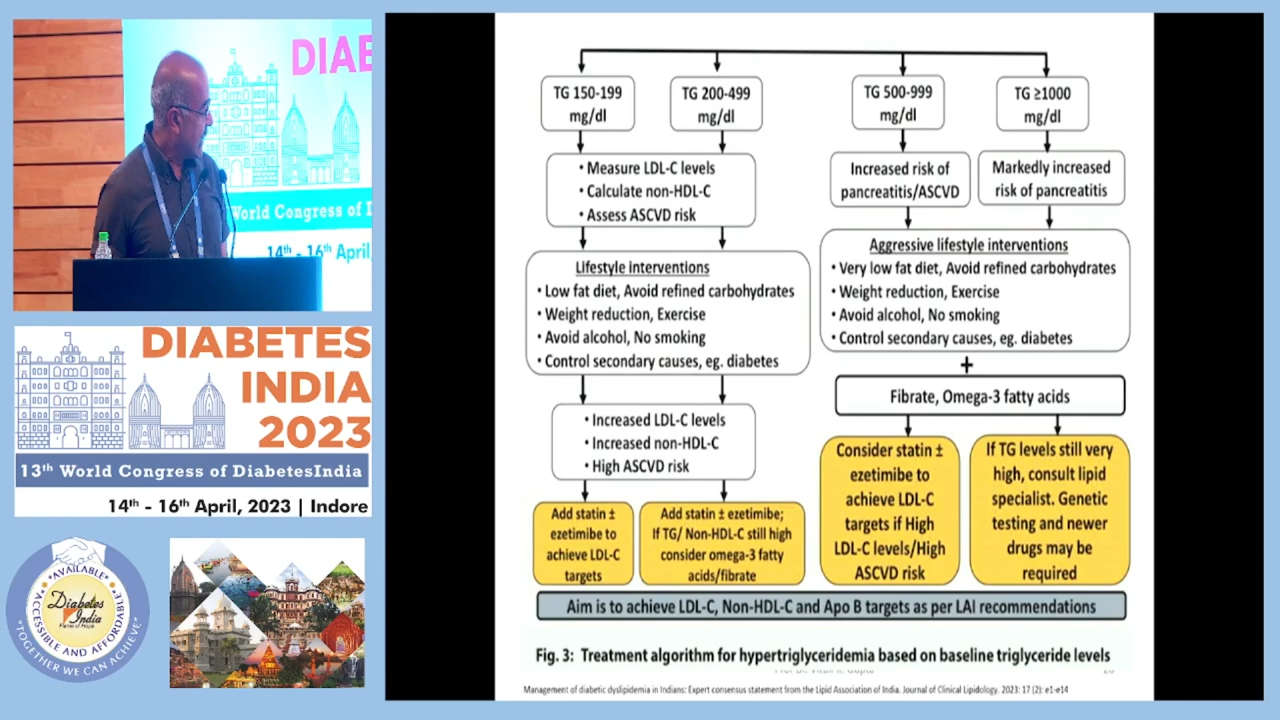 DIAB
World Congress of D
14th - 16th April
DIABETES
INDIA
2023
13th World Congress of DiabetesIndia
14th - 16th April, 2023 | Indore
*AVAILABLE*
*ACCESSIBLE AND AFFORDABLE*
Diabetes
India
"TOGETHER WE CAN ACHIEVE"
TG 150-199
mg/dl
TG 200-499
mg/dl
TG 500-999
mg/dl
TG ≥1000
mg/dl
• Measure LDL-C levels
• Calculate non-HDL-C
• Assess ASCVD risk
Increased risk of
pancreatitis/ASCVD
Markedly increased
risk of pancreatitis
Lifestyle interventions
• Low fat diet, Avoid refined carbohydrates
• Weight reduction, Exercise
• Avoid alcohol, No smoking
• Control secondary causes, eg. diabetes
Aggressive lifestyle interventions
• Very low fat diet, Avoid refined carbohydrates
• Weight reduction, Exercise
• Avoid alcohol, No smoking
• Control secondary causes, eg. diabetes
+
Fibrate, Omega-3 fatty acids
• Increased LDL-C levels
• Increased non-HDL-C
• High ASCVD risk
Add statin ±
ezetimibe to
achieve LDL-C
targets
Add statin ± ezetimibe;
If TG/ Non-HDL-C still high
consider omega-3 fatty
acids/fibrate
Consider statin ±
ezetimibe to
achieve LDL-C
targets if High
LDL-C levels/High
ASCVD risk
If TG levels still very
high, consult lipid
specialist. Genetic
testing and newer
drugs may be
required
Aim is to achieve LDL-C, Non-HDL-C and Apo B targets as per LAI recommendations
Fig. 3: Treatment algorithm for hypertriglyceridemia based on baseline triglyceride levels
Management of diabetic dyslipidemia in Indians: Expert consensus statement from the Lipid Association of India. Journal of Clinical Lipidology. 2023: 17 (2): e1-e14